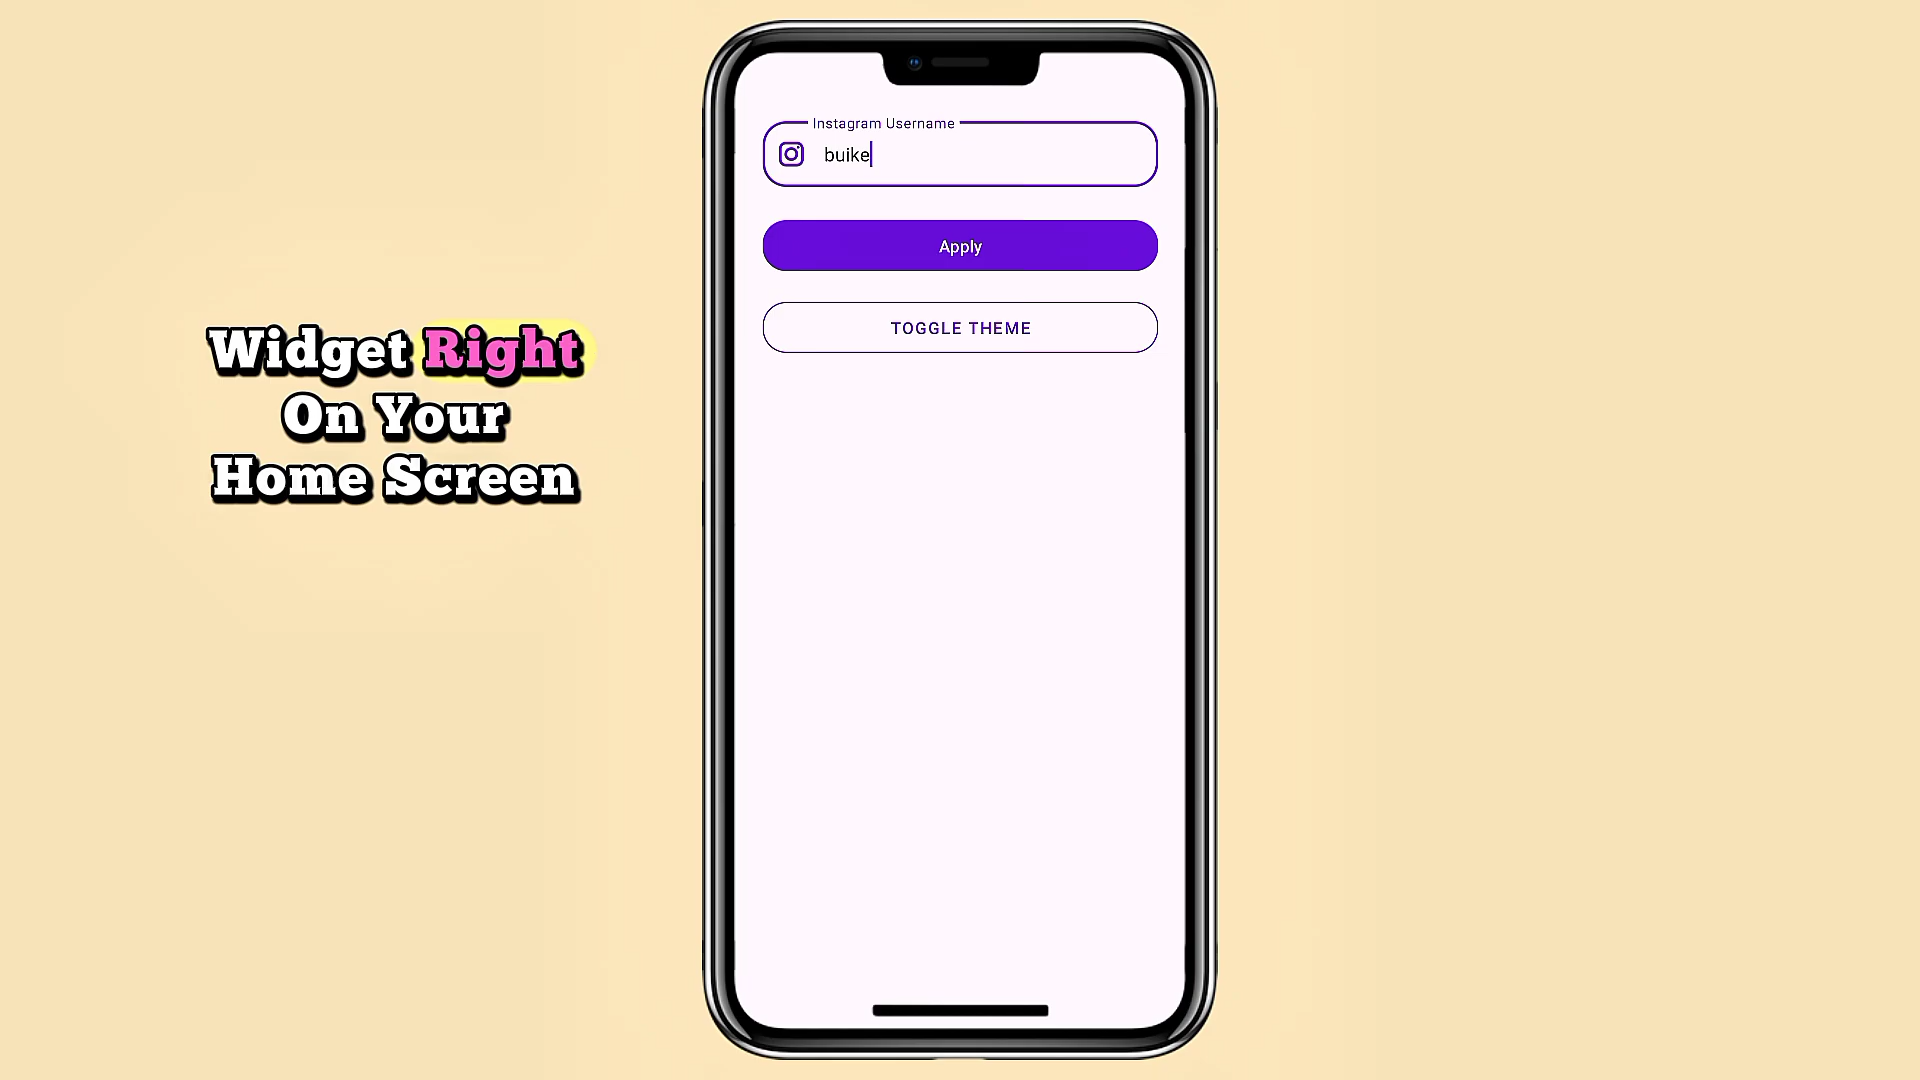 Widget Right
On Your
Home Screen
Instagram Username
buike
Apply
TOGGLE THEME